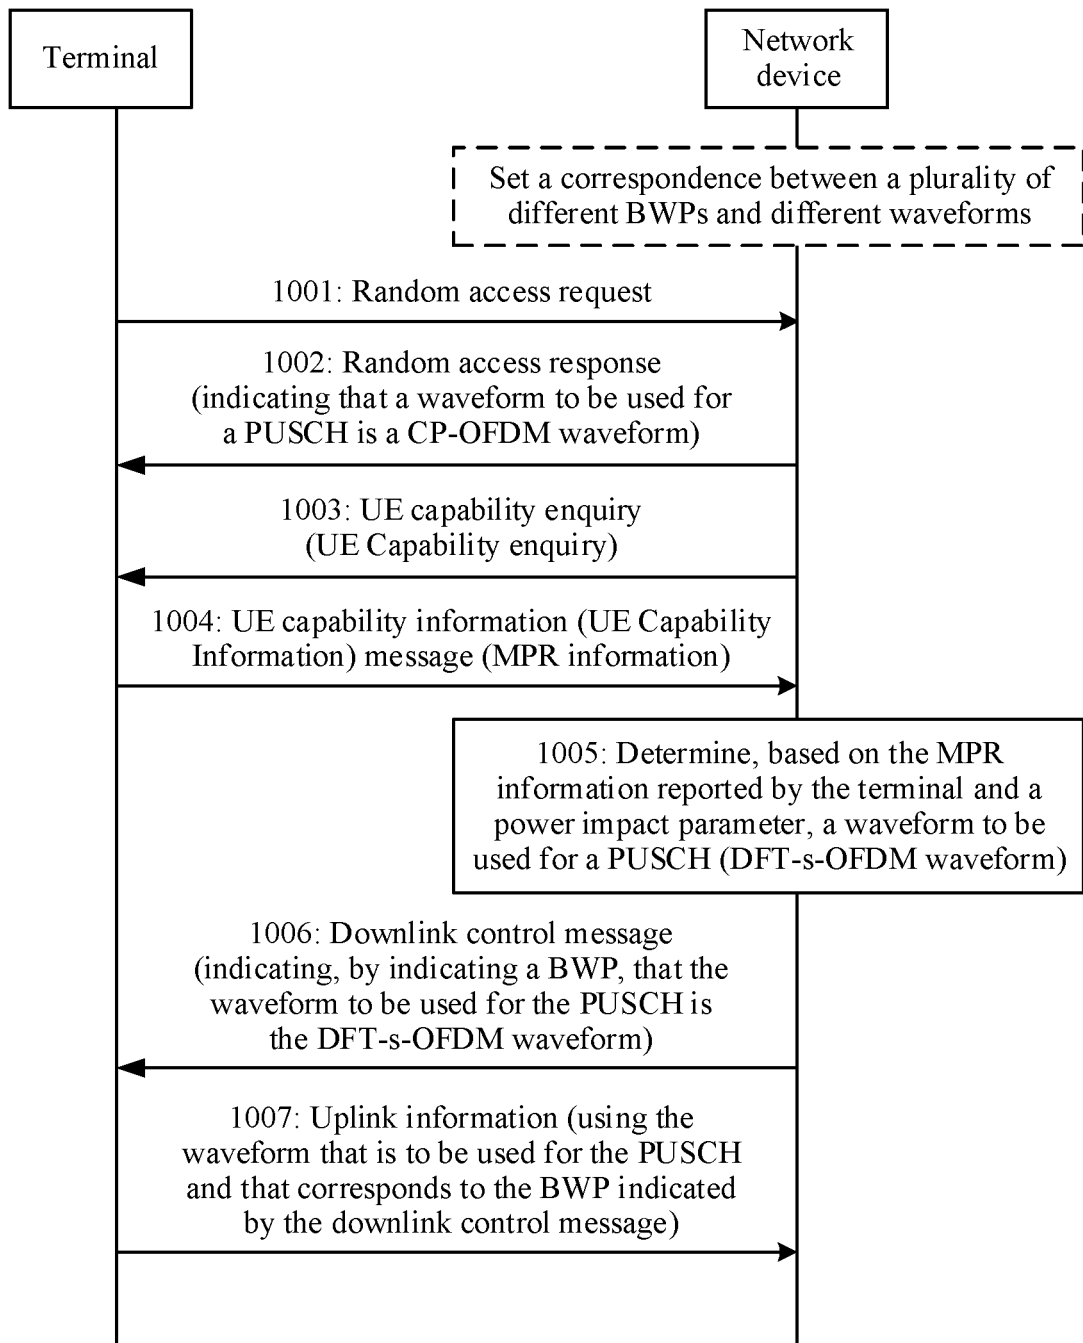 Terminal
Network
device
Set a correspondence between a plurality of
different BWPs and different waveforms
1001: Random access request
1002: Random access response
(indicating that a waveform to be used for
a PUSCH is a CP-OFDM waveform)
1003: UE capability enquiry
(UE Capability enquiry)
1004: UE capability information (UE Capability
Information) message (MPR information)
1005: Determine, based on the MPR
information reported by the terminal and a
power impact parameter, a waveform to be
used for a PUSCH (DFT-s-OFDM waveform)
1006: Downlink control message
(indicating, by indicating a BWP, that the
waveform to be used for the PUSCH is
the DFT-s-OFDM waveform)
1007: Uplink information (using the
waveform that is to be used for the PUSCH
and that corresponds to the BWP indicated
by the downlink control message)